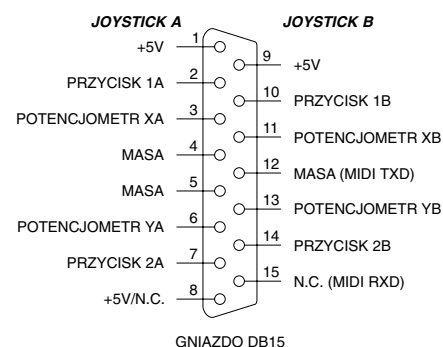 JOYSTICK A
JOYSTICK B
+5V 1
9 +5V
PRZYCISK 1A 2
10 PRZYCISK 1B
POTENCJOMETR XA 3
11 POTENCJOMETR XB
MASA 4
12 MASA (MIDI TXD)
MASA 5
13 POTENCJOMETR YB
POTENCJOMETR YA 6
14 PRZYCISK 2B
PRZYCISK 2A 7
15 N.C. (MIDI RXD)
+5V/N.C. 8
GNIAZDO DB15